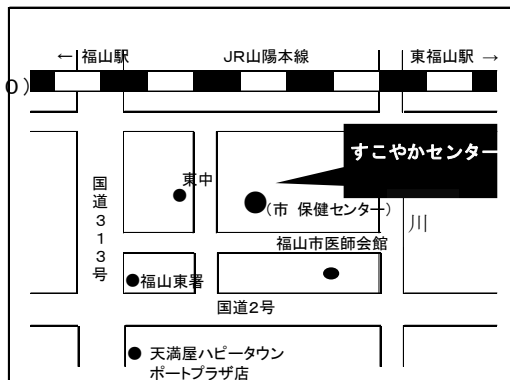 ← 福山駅
JR山陽本線
東福山駅 →
0)
すこやかセンター
東中
国道313号
(市 保健センター)
川
福山市医師会館
福山東署
国道2号
天満屋ハピータウン
ポートプラザ店